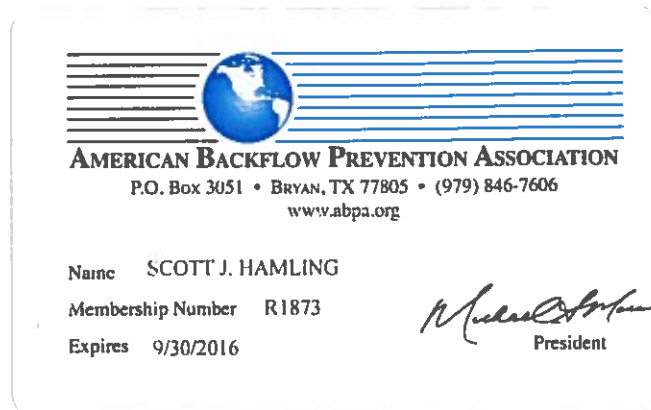 AMERICAN BACKFLOW PREVENTION ASSOCIATION
P.O. BOX 3051 • BRYAN, TX 77805 • (979) 846-7606
www.abpa.org
Name SCOTT J. HAMLING
Membership Number R1873
Expires 9/30/2016
President